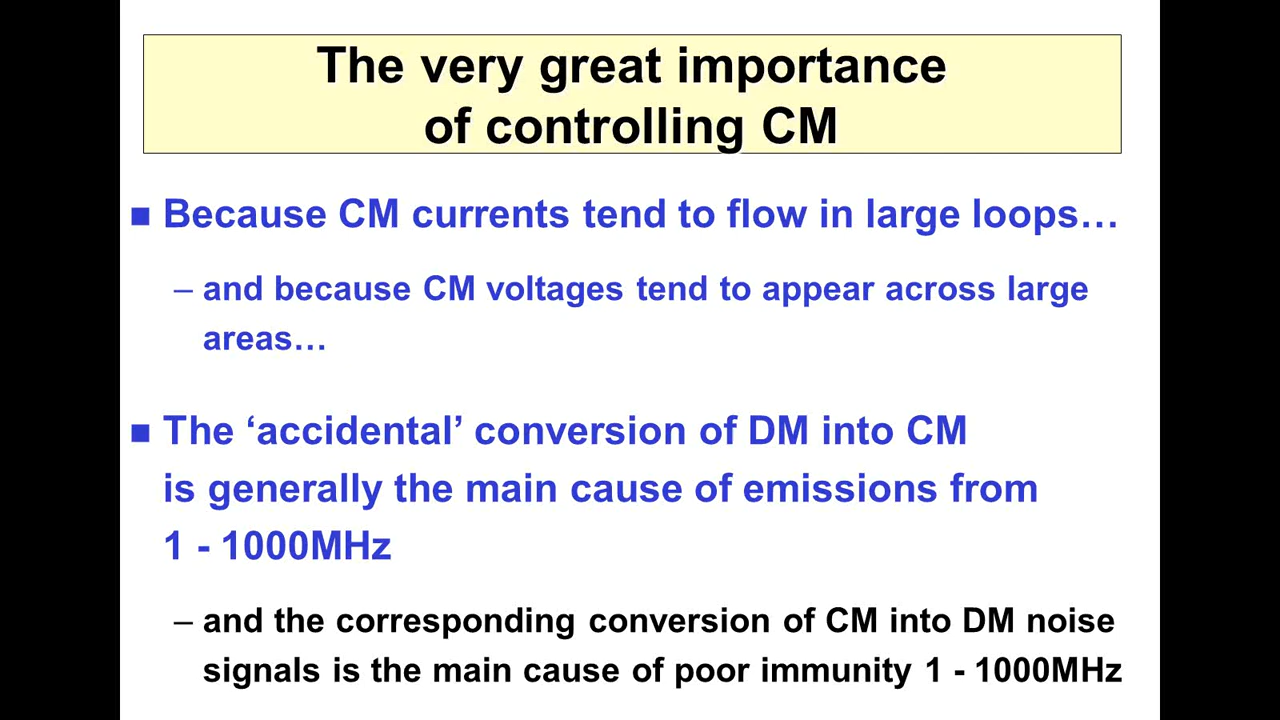 The very great importance
of controlling CM
■ Because CM currents tend to flow in large loops…
– and because CM voltages tend to appear across large
areas…
■ The ‘accidental’ conversion of DM into CM
is generally the main cause of emissions from
1 - 1000MHz
– and the corresponding conversion of CM into DM noise
signals is the main cause of poor immunity 1 - 1000MHz